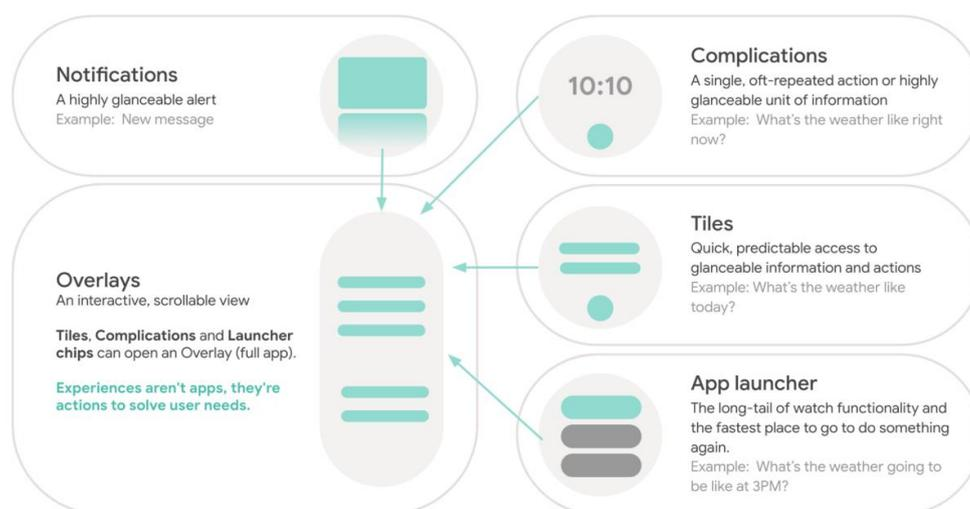 Notifications
A highly glanceable alert
Example:  New message
10:10
Complications
A single, oft-repeated action or highly
glanceable unit of information
Example:  What's the weather like right
now?
Overlays
An interactive, scrollable view
Tiles, Complications and Launcher
chips can open an Overlay (full app).
Experiences aren't apps, they're
actions to solve user needs.
Tiles
Quick, predictable access to
glanceable information and actions
Example: What's the weather like
today?
App launcher
The long-tail of watch functionality and
the fastest place to go to do something
again.
Example:  What's the weather going to
be like at 3PM?